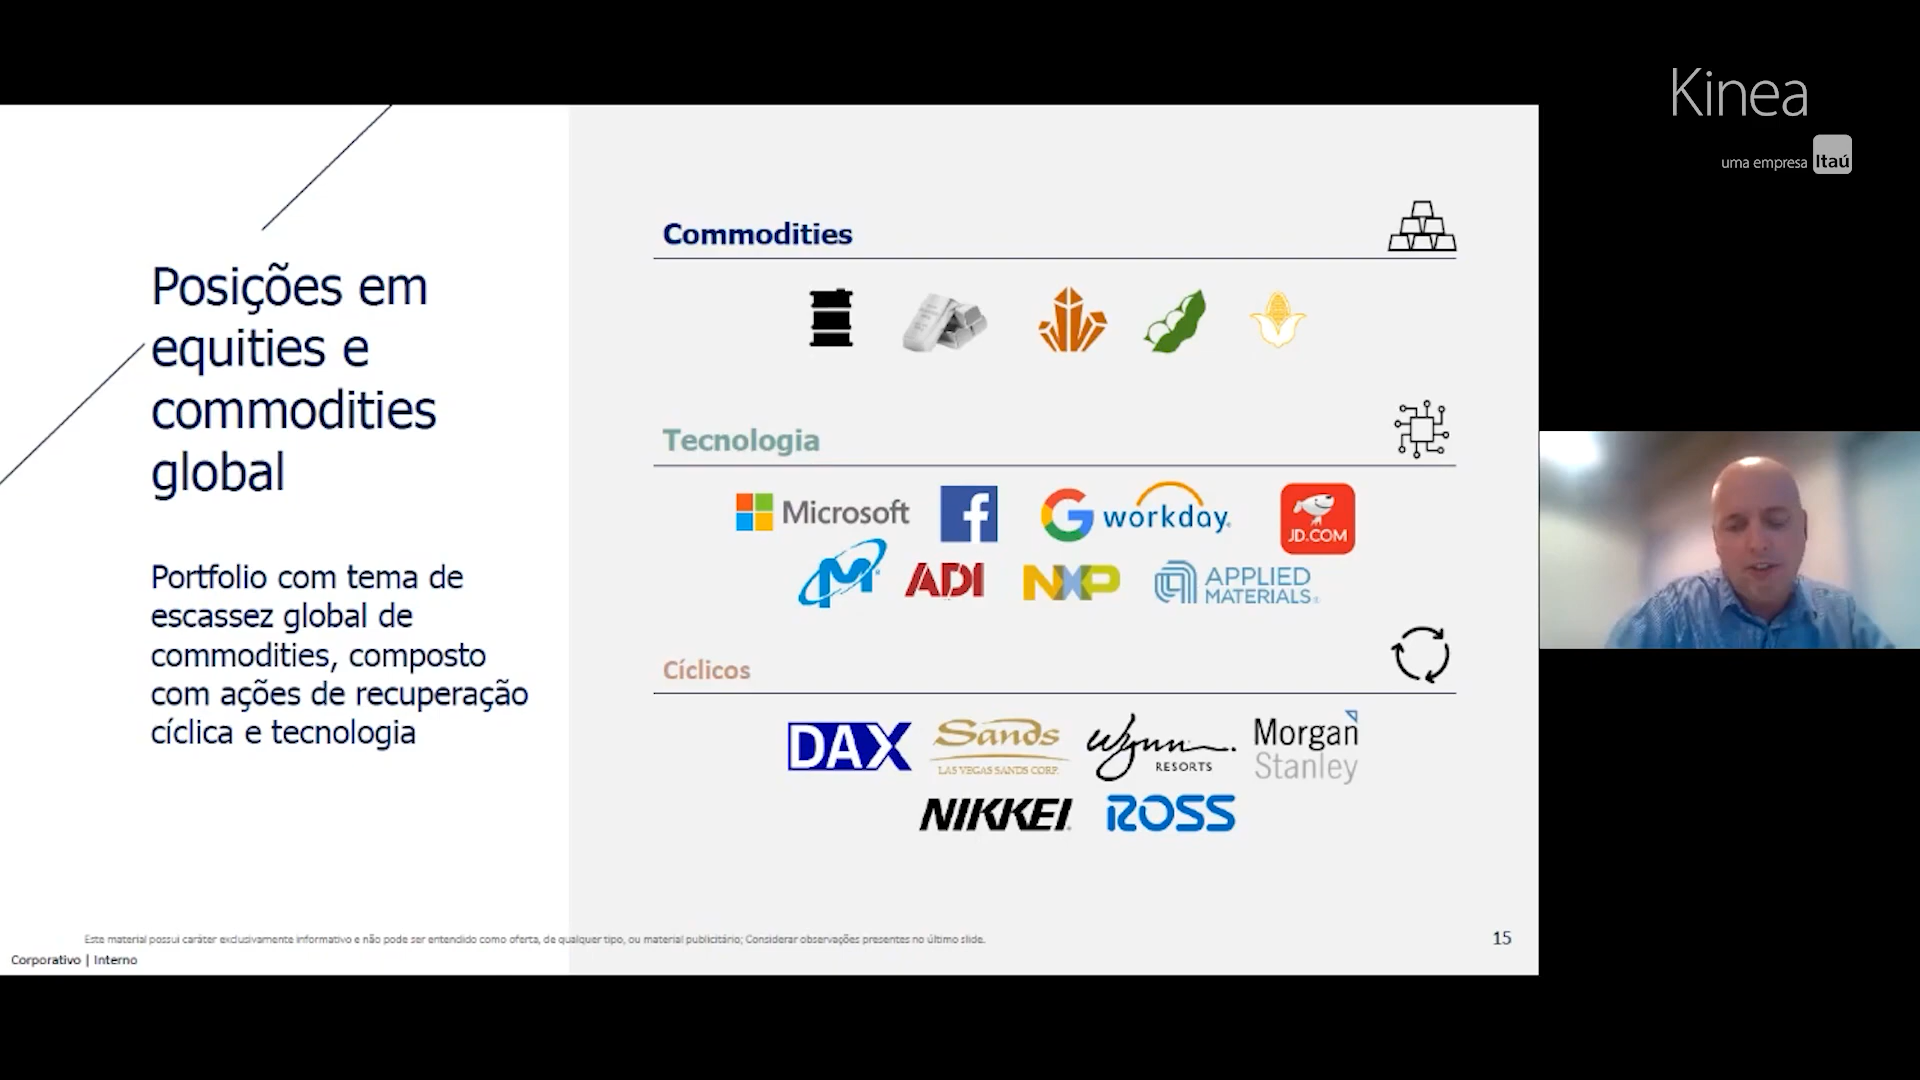 Kinea
uma empresa Itaú
Posições em
equities e
commodities
global
Portfolio com tema de
escassez global de
commodities, composto
com ações de recuperação
cíclica e tecnologia
Commodities
Tecnologia
Microsoft
f
G
workday.
JD.COM
M
ADI
NXP
APPLIED
MATERIALS®
Cíclicos
DAX
Sands
LAS VEGAS SANDS CORP.
Wynn
RESORTS
Morgan
Stanley
NIKKEI
ROSS
Este material possui caráter exclusivamente informativo e não pode ser entendido como oferta, de qualquer tipo, ou material publicitário; Considerar observações presentes no último slide.
15
Corporativo | Interno